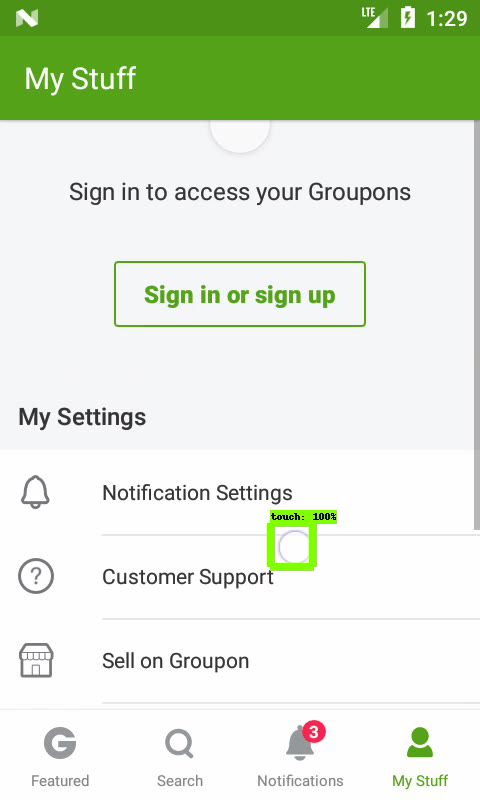 LTE 1:29
My Stuff
Sign in to access your Groupons
Sign in or sign up
My Settings
Notification Settings
touch: 100%
Customer Support
Sell on Groupon
3
Featured Search Notifications My Stuff